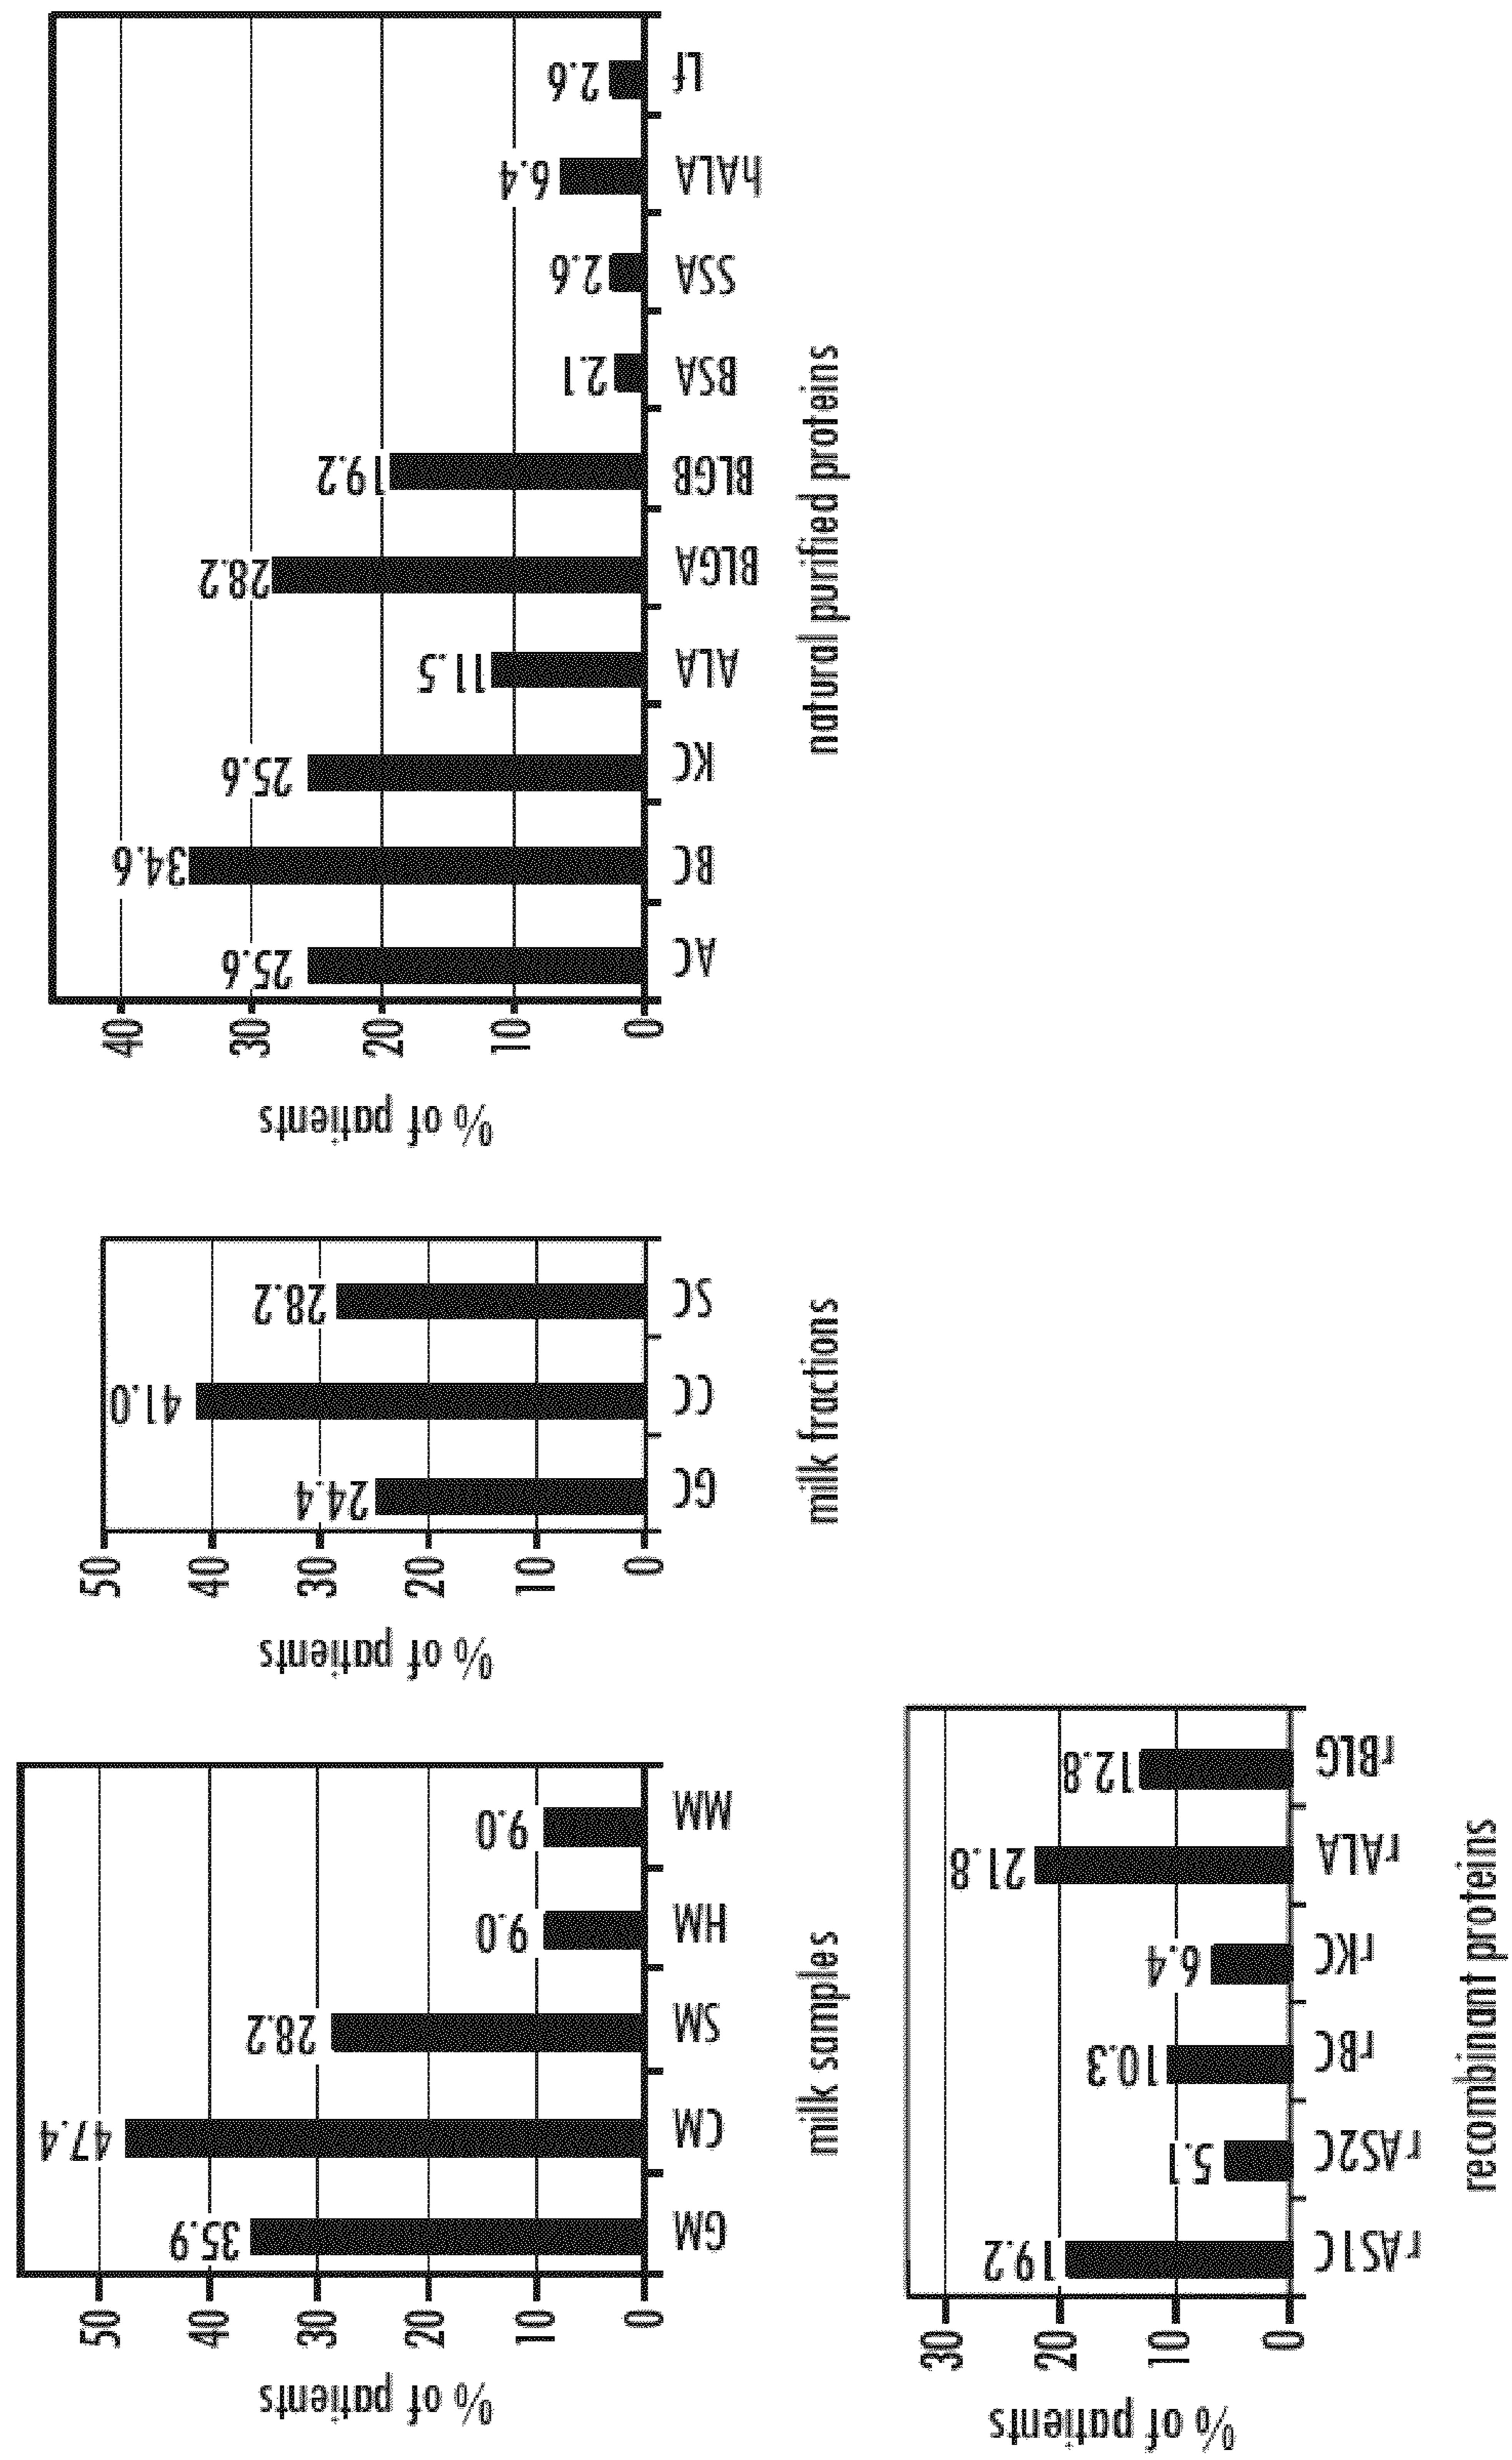 % of patients
50
40
30
20
10
0
35.9
47.4
28.2
9.0
9.0
GM
CM
SM
HM
MM
milk samples
% of patients
50
40
30
20
10
0
24.4
41.0
28.2
GC
CC
SC
milk fractions
% of patients
40
30
20
10
0
25.6
34.6
25.6
11.5
28.2
19.2
2.1
2.6
6.4
2.6
AC
BC
KC
ALA
BLGA
BLGB
BSA
SSA
hALA
Lf
natural purified proteins
% of patients
30
20
10
0
19.2
5.1
10.3
6.4
21.8
12.8
rAS1C
rAS2C
rBC
rKC
rALA
rBLG
recombinant proteins